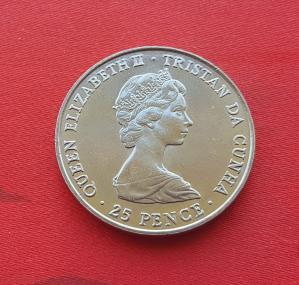 QUEEN ELIZABETH II · TRISTAN DA CUNHA
· 25 PENCE ·